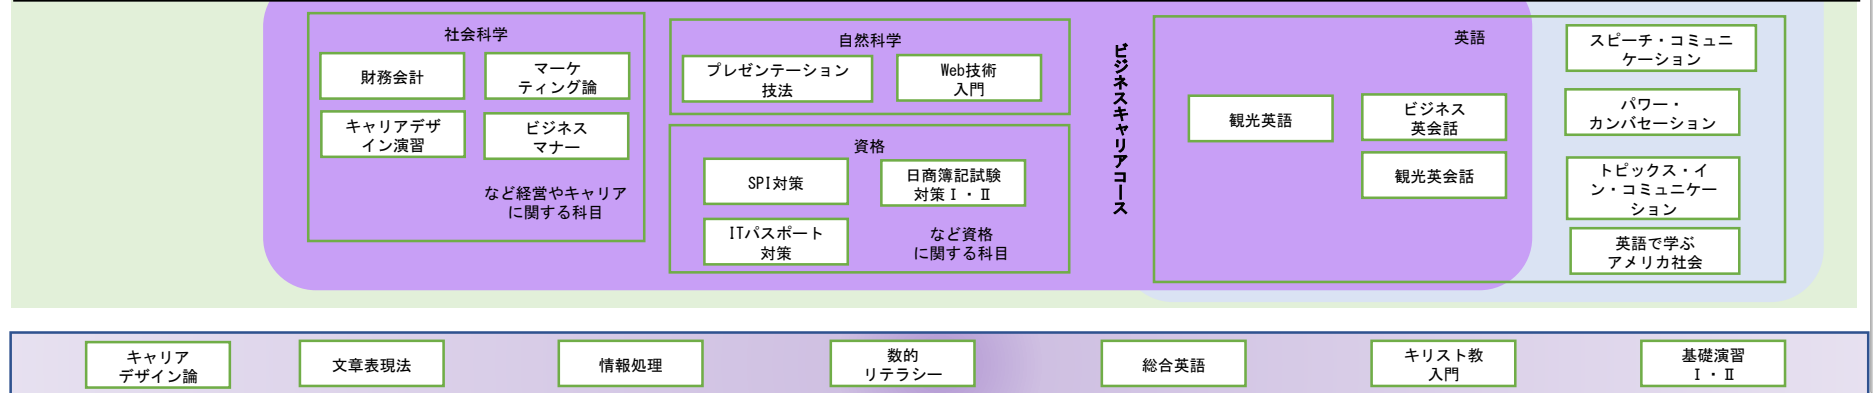 社会科学
財務会計
マーケ
ティング論
キャリアデザ
イン演習
ビジネス
マナー
など経営やキャリア
に関する科目
自然科学
プレゼンテーション
技法
Web技術
入門
資格
SPI対策
日商簿記試験
対策Ⅰ・Ⅱ
ITパスポート
対策
など資格
に関する科目
ビジネスキャリアコース
英語
観光英語
ビジネス
英会話
観光英会話
スピーチ・コミュニ
ケーション
パワー・
カンバセーション
トピックス・イ
ン・コミュニケー
ション
英語で学ぶ
アメリカ社会
キャリア
デザイン論
文章表現法
情報処理
数的
リテラシー
総合英語
キリスト教
入門
基礎演習
Ⅰ・Ⅱ